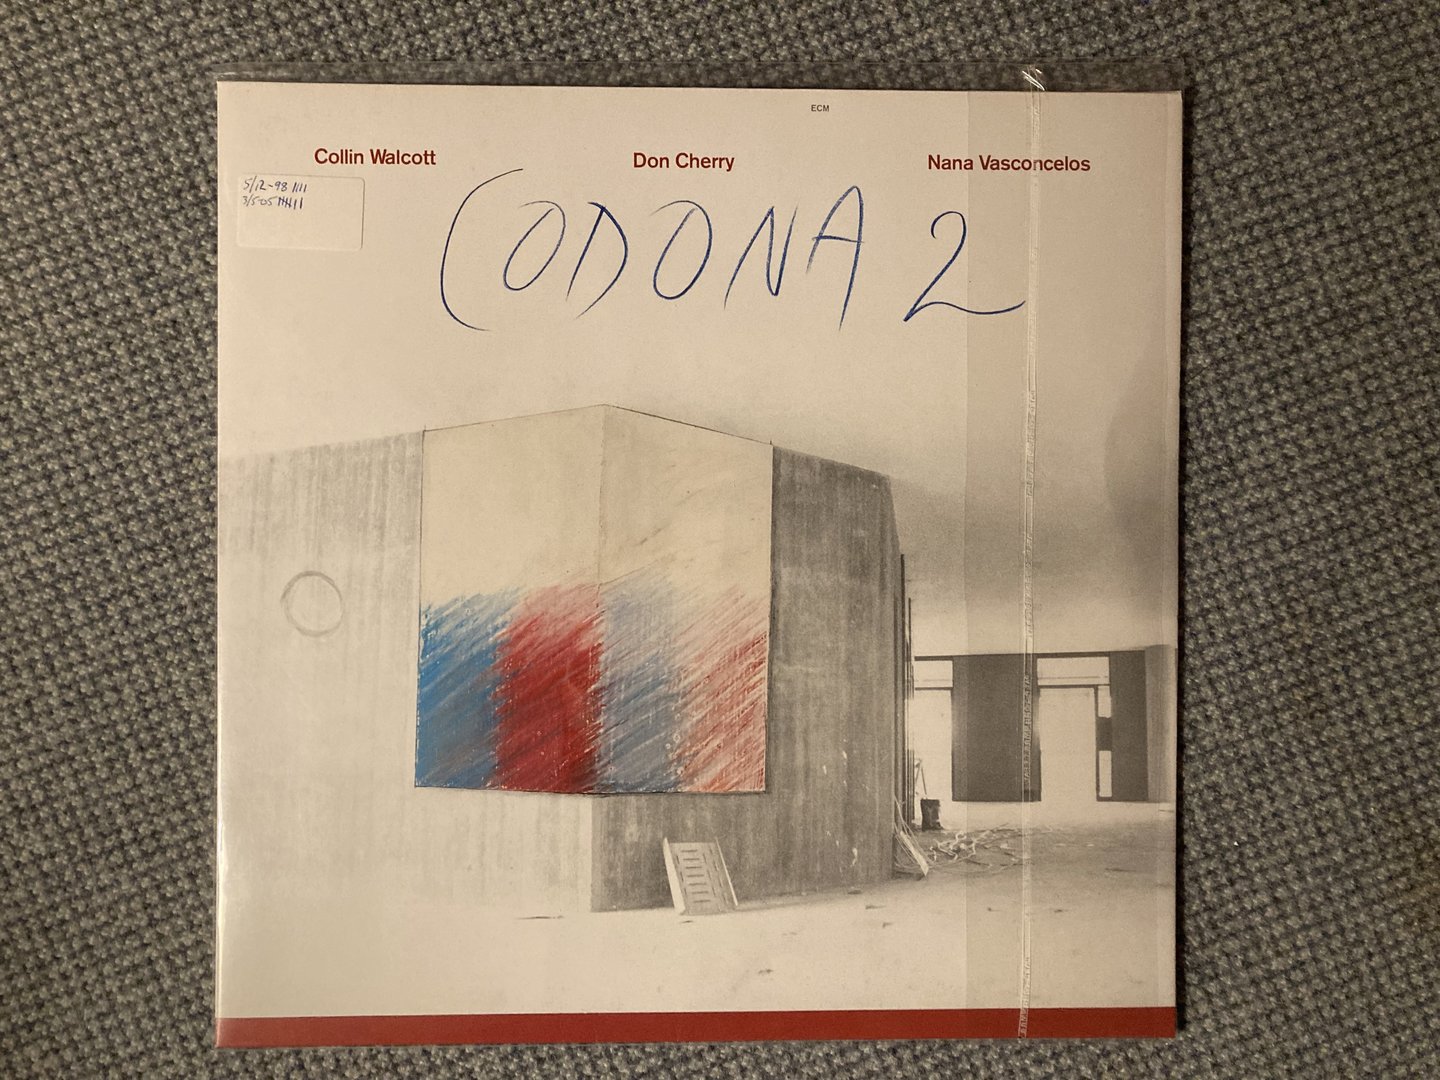 ECM
Collin Walcott Don Cherry Nana Vasconcelos
5/12-98
3/5-05
CODONA 2